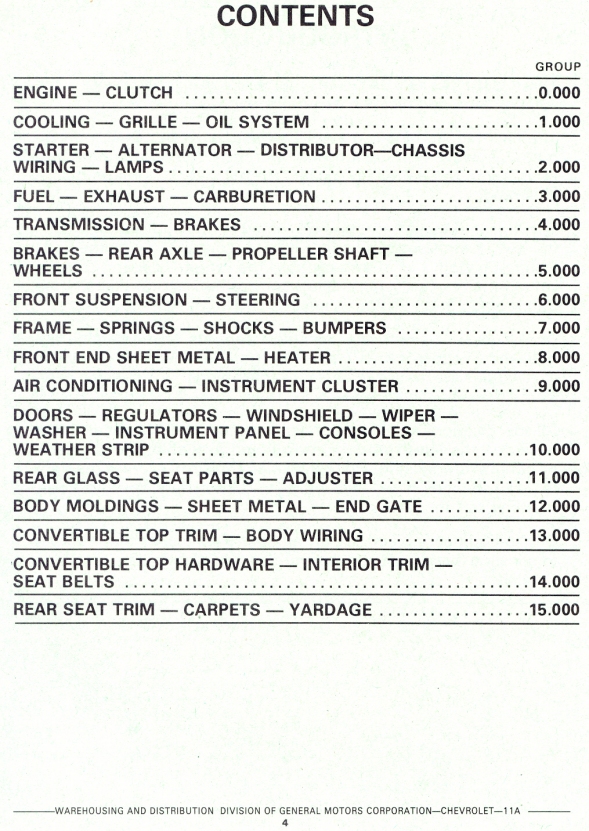 CONTENTS
GROUP
ENGINE — CLUTCH ......................................0.000
COOLING — GRILLE — OIL SYSTEM ........................1.000
STARTER — ALTERNATOR — DISTRIBUTOR—CHASSIS
WIRING — LAMPS........................................2.000
FUEL — EXHAUST — CARBURETION........................3.000
TRANSMISSION — BRAKES ...............................4.000
BRAKES — REAR AXLE — PROPELLER SHAFT —
WHEELS ................................................5.000
FRONT SUSPENSION — STEERING .........................6.000
FRAME — SPRINGS — SHOCKS — BUMPERS ................7.000
FRONT END SHEET METAL — HEATER ......................8.000
AIR CONDITIONING — INSTRUMENT CLUSTER ...............9.000
DOORS — REGULATORS — WINDSHIELD — WIPER —
WASHER — INSTRUMENT PANEL — CONSOLES —
WEATHER STRIP ........................................10.000
REAR GLASS — SEAT PARTS — ADJUSTER .................11.000
BODY MOLDINGS — SHEET METAL — END GATE ...........12.000
CONVERTIBLE TOP TRIM — BODY WIRING ..................13.000
CONVERTIBLE TOP HARDWARE — INTERIOR TRIM —
SEAT BELTS ............................................14.000
REAR SEAT TRIM — CARPETS — YARDAGE .................15.000
WAREHOUSING AND DISTRIBUTION DIVISION OF GENERAL MOTORS CORPORATION—CHEVROLET—11A
4